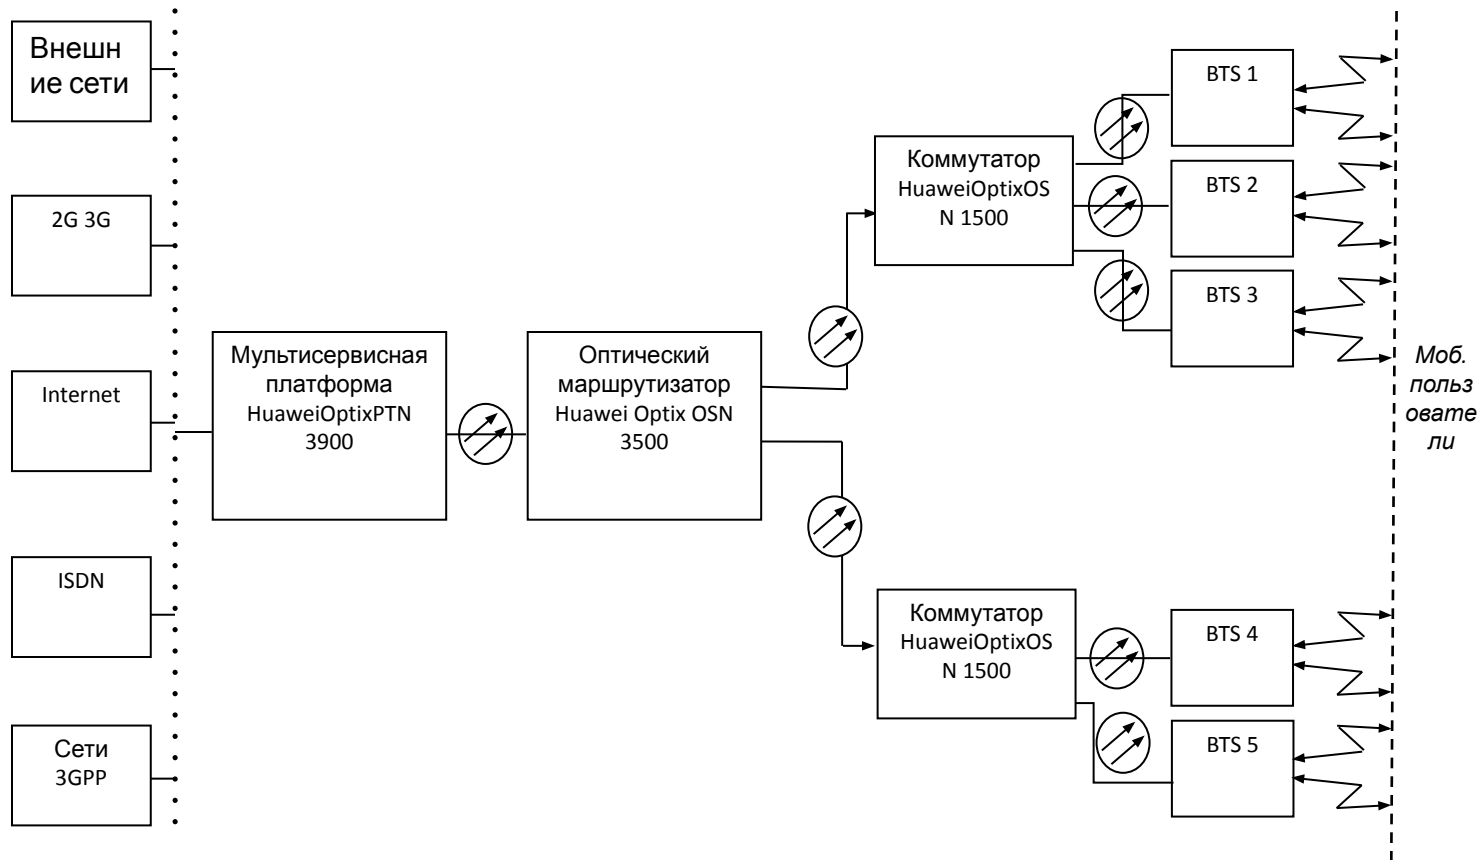 Внешн
ие сети
2G 3G
Internet
ISDN
Сети
3GPP
Мультисервисная
платформа
HuaweiOptixPTN
3900
Оптический
маршрутизатор
Huawei Optix OSN
3500
Коммутатор
HuaweiOptixOS
N 1500
Коммутатор
HuaweiOptixOS
N 1500
BTS 1
BTS 2
BTS 3
BTS 4
BTS 5
Моб.
польз
овате
ли